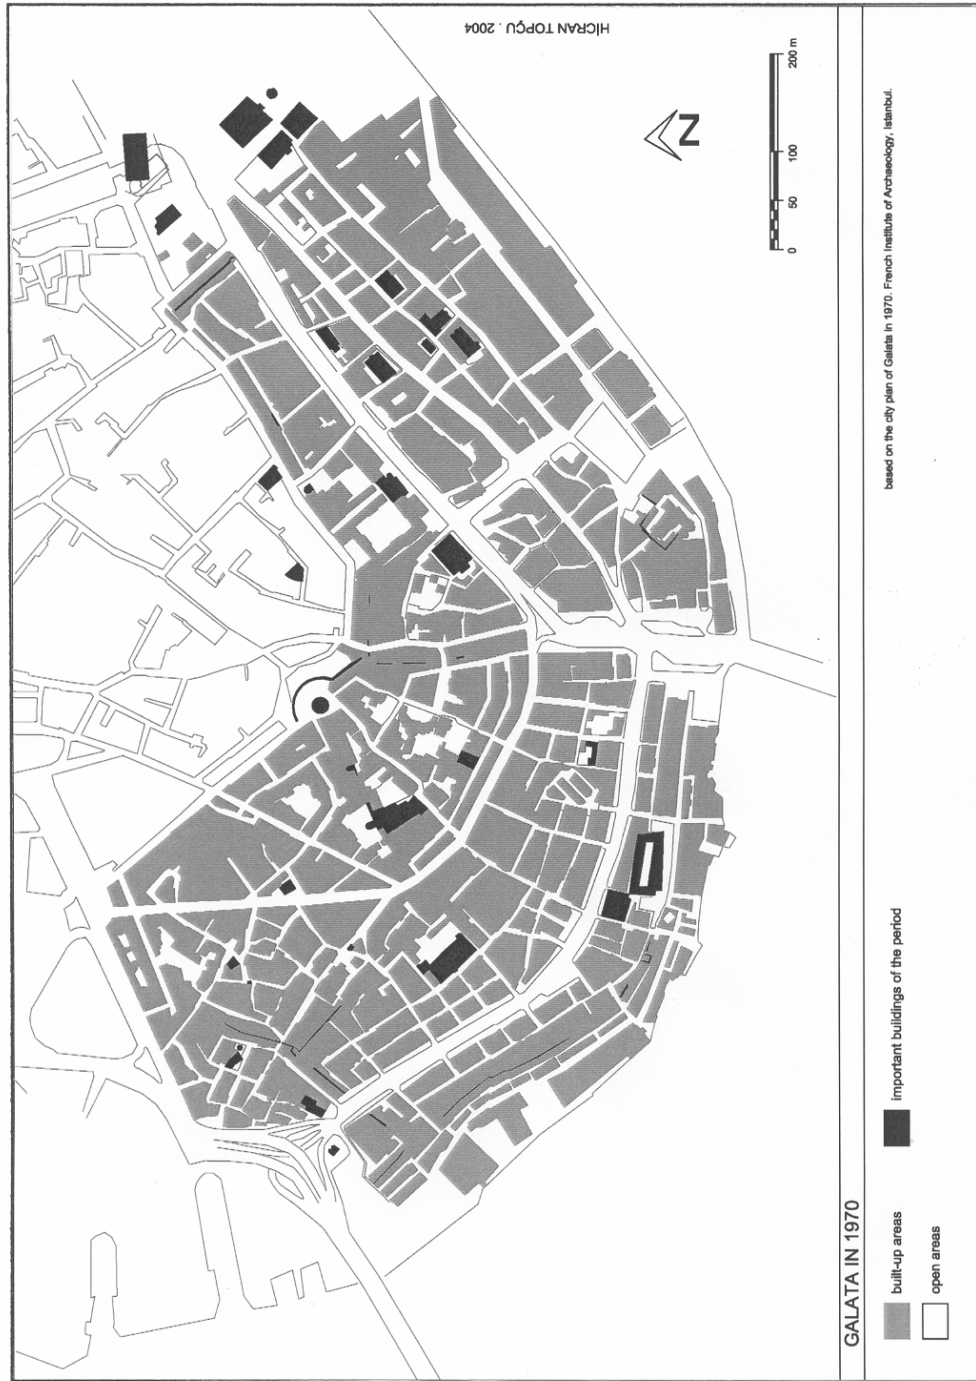 HİCRAN TOPÇU . 2004
N
0 50 100 200 m
GALATA IN 1970
built-up areas
open areas
important buildings of the period
based on the city plan of Galata in 1970. French Institute of Archaeology, Istanbul.